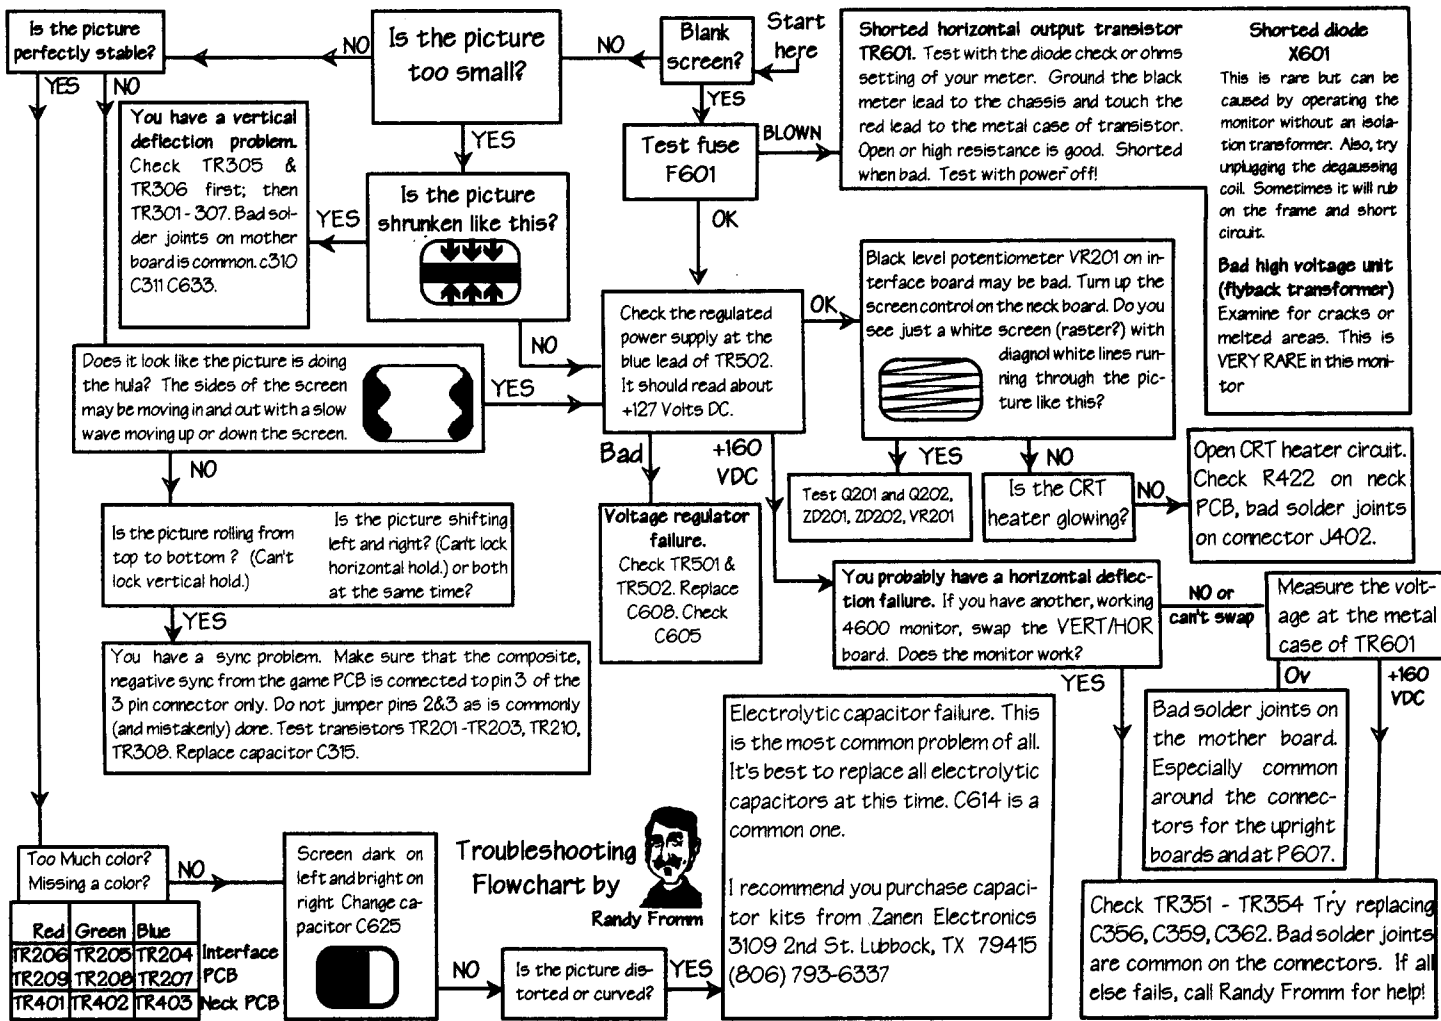 Start
here
Blank
screen?
NO
YES
Is the picture
too small?
NO
YES
Is the picture
perfectly stable?
YES
NO
You have a vertical
deflection problem.
Check TR305 &
TR306 first; then
TR301 - 307. Bad sol-
der joints on mother
board is common. c310
C311 C633.
YES
Is the picture
shrunken like this?
NO
Test fuse
F601
BLOWN
OK
Shorted horizontal output transistor
TR601. Test with the diode check or ohms
setting of your meter. Ground the black
meter lead to the chassis and touch the
red lead to the metal case of transistor.
Open or high resistance is good. Shorted
when bad. Test with power off!
Shorted diode
X601
This is rare but can be
caused by operating the
monitor without an isola-
tion transformer. Also, try
unplugging the degaussing
coil. Sometimes it will rub
on the frame and short
circuit.
Bad high voltage unit
(flyback transformer)
Examine for cracks or
melted areas. This is
VERY RARE in this moni-
tor
Does it look like the picture is doing
the hula? The sides of the screen
may be moving in and out with a slow
wave moving up or down the screen.
YES
NO
Check the regulated
power supply at the
blue lead of TR502.
It should read about
+127 Volts DC.
OK
Bad
+160
VDC
Black level potentiometer VR201 on in-
terface board may be bad. Turn up the
screen control on the neck board. Do you
see just a white screen (raster?) with
diagnol white lines run-
ning through the pic-
ture like this?
YES
NO
Test Q201 and Q202,
ZD201, ZD202, VR201
Is the CRT
heater glowing?
NO
Open CRT heater circuit.
Check R422 on neck
PCB, bad solder joints
on connector J402.
Is the picture rolling from
top to bottom ? (Can't
lock vertical hold.)
Is the picture shifting
left and right? (Can't lock
horizontal hold.) or both
at the same time?
YES
Voltage regulator
failure.
Check TR501 &
TR502. Replace
C608. Check
C605
You probably have a horizontal deflec-
tion failure. If you have another, working
4600 monitor, swap the VERT/HOR
board. Does the monitor work?
NO or
can't swap
YES
Measure the volt-
age at the metal
case of TR601
0v
+160
VDC
You have a sync problem. Make sure that the composite,
negative sync from the game PCB is connected to pin 3 of the
3 pin connector only. Do not jumper pins 2&3 as is commonly
(and mistakenly) done. Test transistors TR201 -TR203, TR210,
TR308. Replace capacitor C315.
Bad solder joints on
the mother board.
Especially common
around the connec-
tors for the upright
boards and at P607.
Check TR351 - TR354 Try replacing
C356, C359, C362. Bad solder joints
are common on the connectors. If all
else fails, call Randy Fromm for help!
Too Much color?
Missing a color?
NO
Red Green Blue
TR206 TR205 TR204 Interface
TR209 TR208 TR207 PCB
TR401 TR402 TR403 Neck PCB
Screen dark on
left and bright on
right Change ca-
pacitor C625
NO
Is the picture dis-
torted or curved?
YES
Electrolytic capacitor failure. This
is the most common problem of all.
It's best to replace all electrolytic
capacitors at this time. C614 is a
common one.
I recommend you purchase capaci-
tor kits from Zanen Electronics
3109 2nd St. Lubbock, TX 79415
(806) 793-6337
Troubleshooting
Flowchart by
Randy Fromm